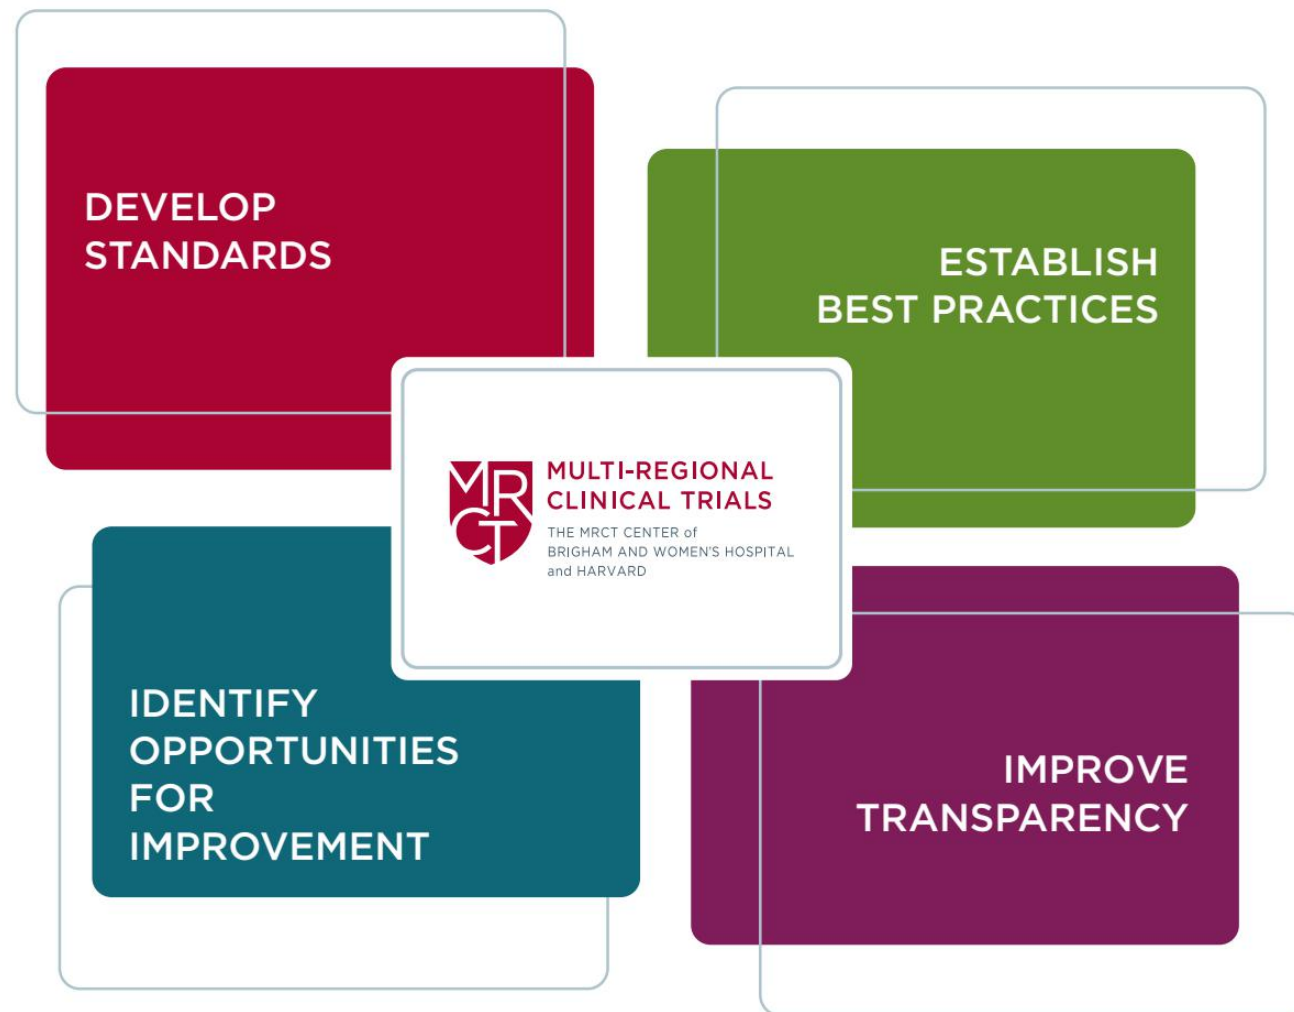 DEVELOP
STANDARDS
ESTABLISH
BEST PRACTICES
MRCT
MULTI-REGIONAL
CLINICAL TRIALS
THE MRCT CENTER of
BRIGHAM AND WOMEN'S HOSPITAL
and HARVARD
IDENTIFY
OPPORTUNITIES
FOR
IMPROVEMENT
IMPROVE
TRANSPARENCY